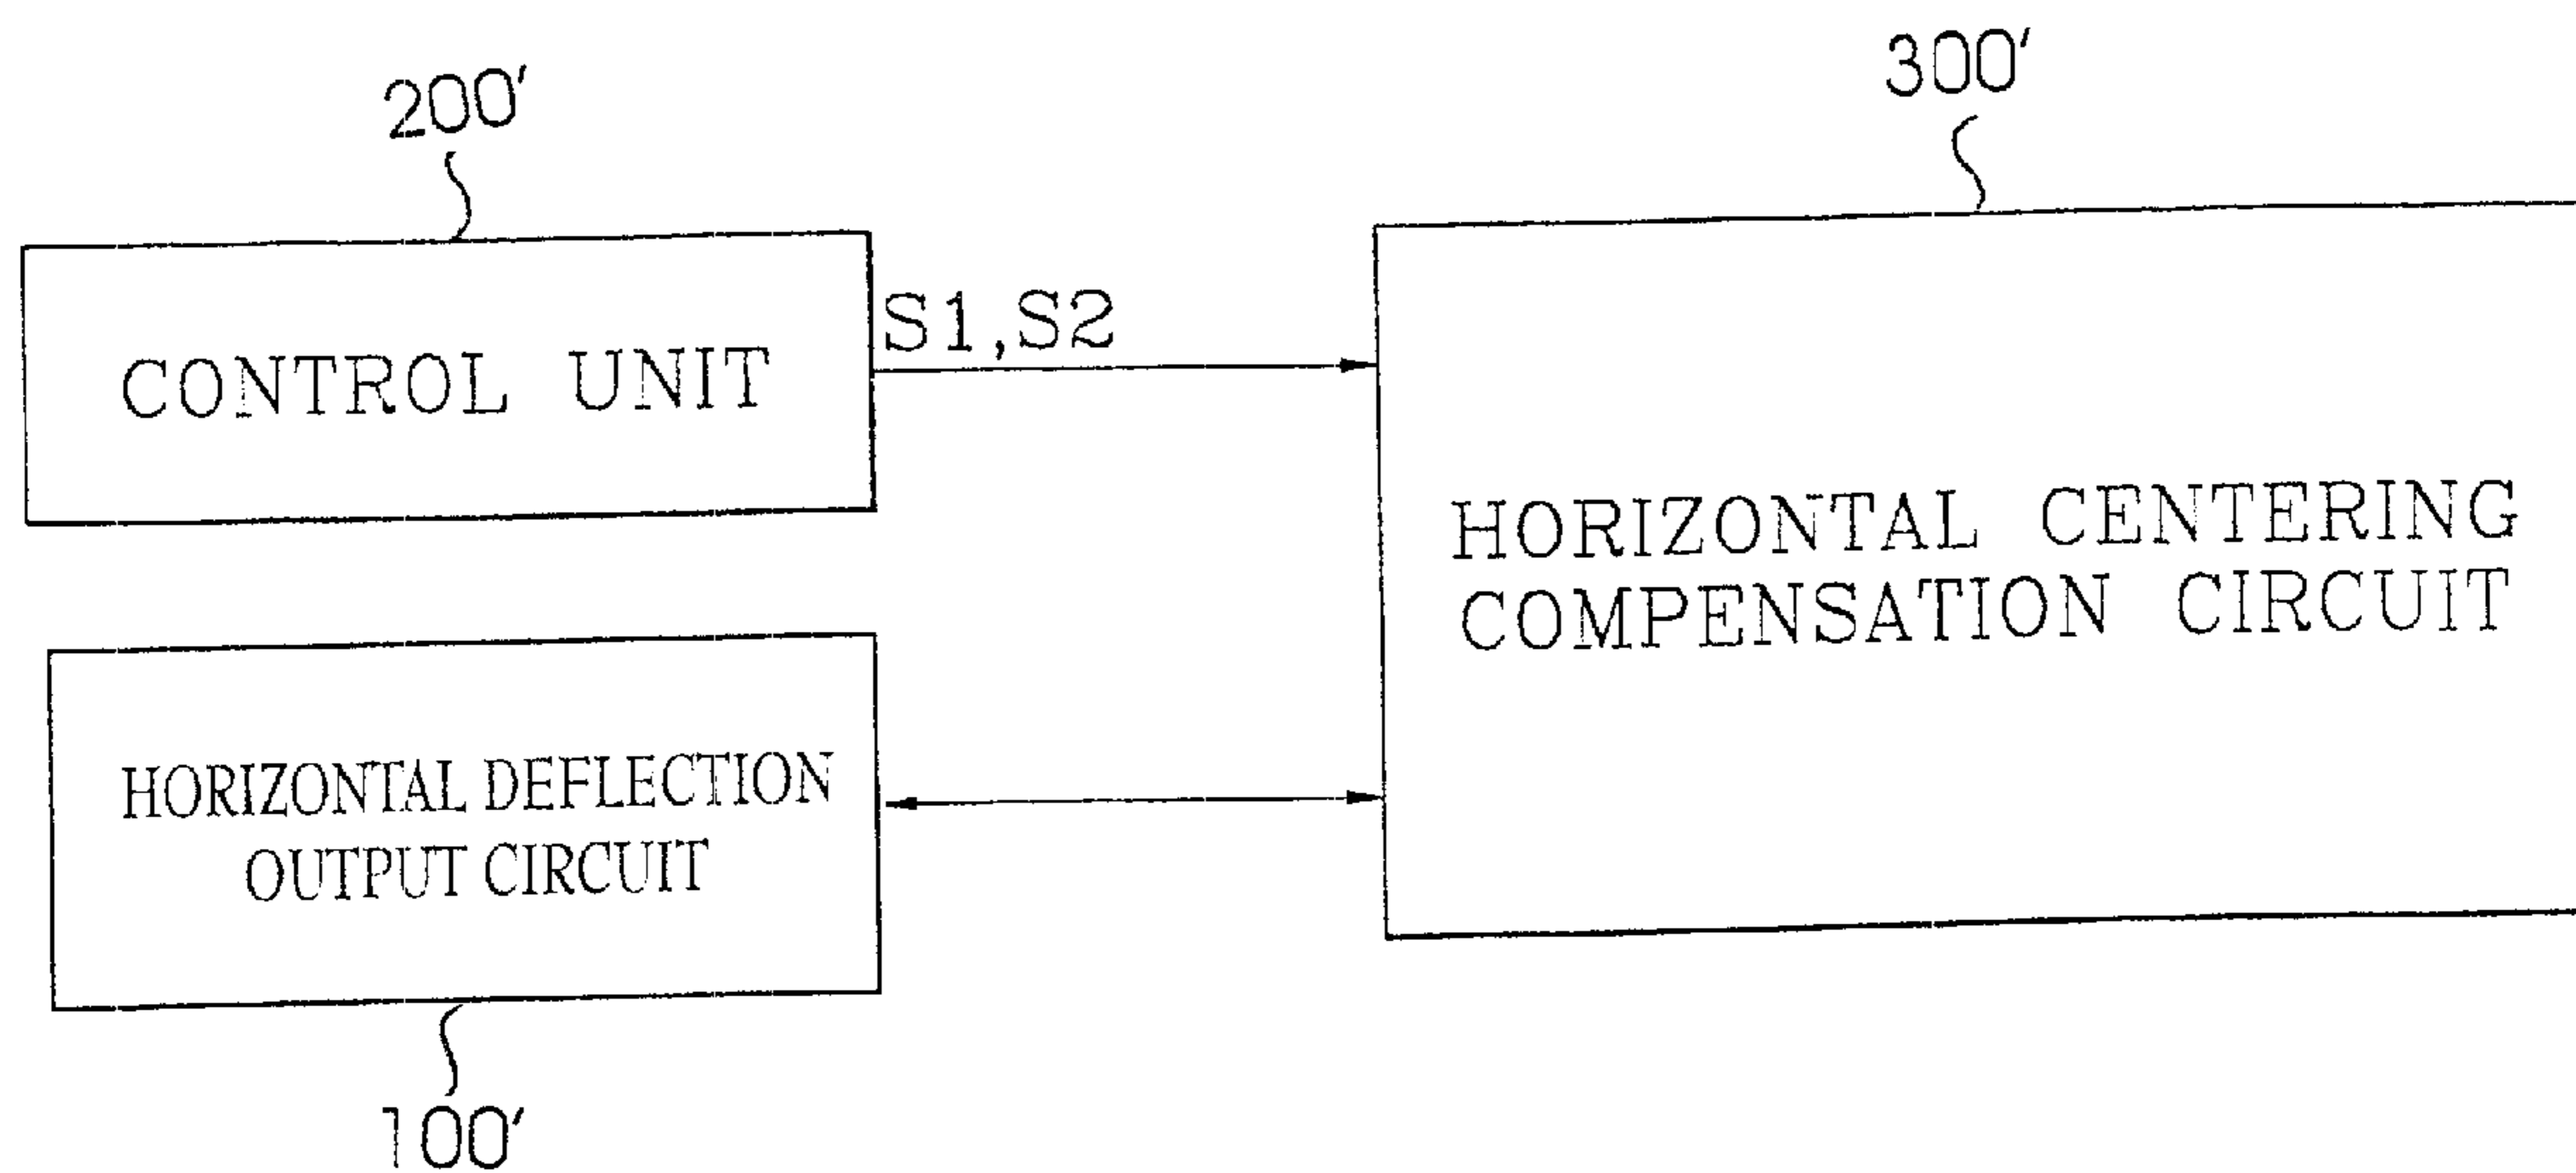 200'
300'
S1,S2
CONTROL UNIT
HORIZONTAL CENTERING
COMPENSATION CIRCUIT
HORIZONTAL DEFLECTION
OUTPUT CIRCUIT
100'